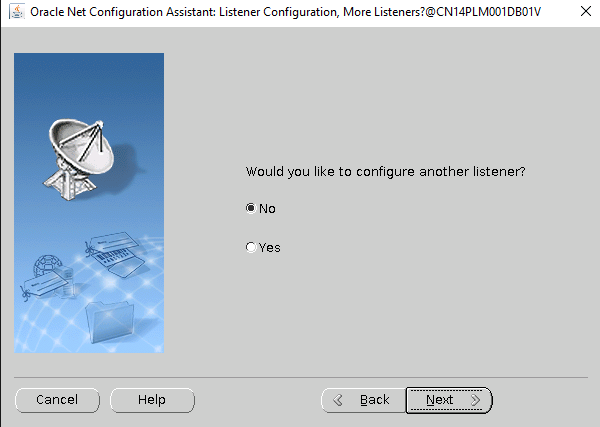 Oracle Net Configuration Assistant: Listener Configuration, More Listeners?@CN14PLM001DB01V
Would you like to configure another listener?
No
Yes
Cancel
Help
Back
Next